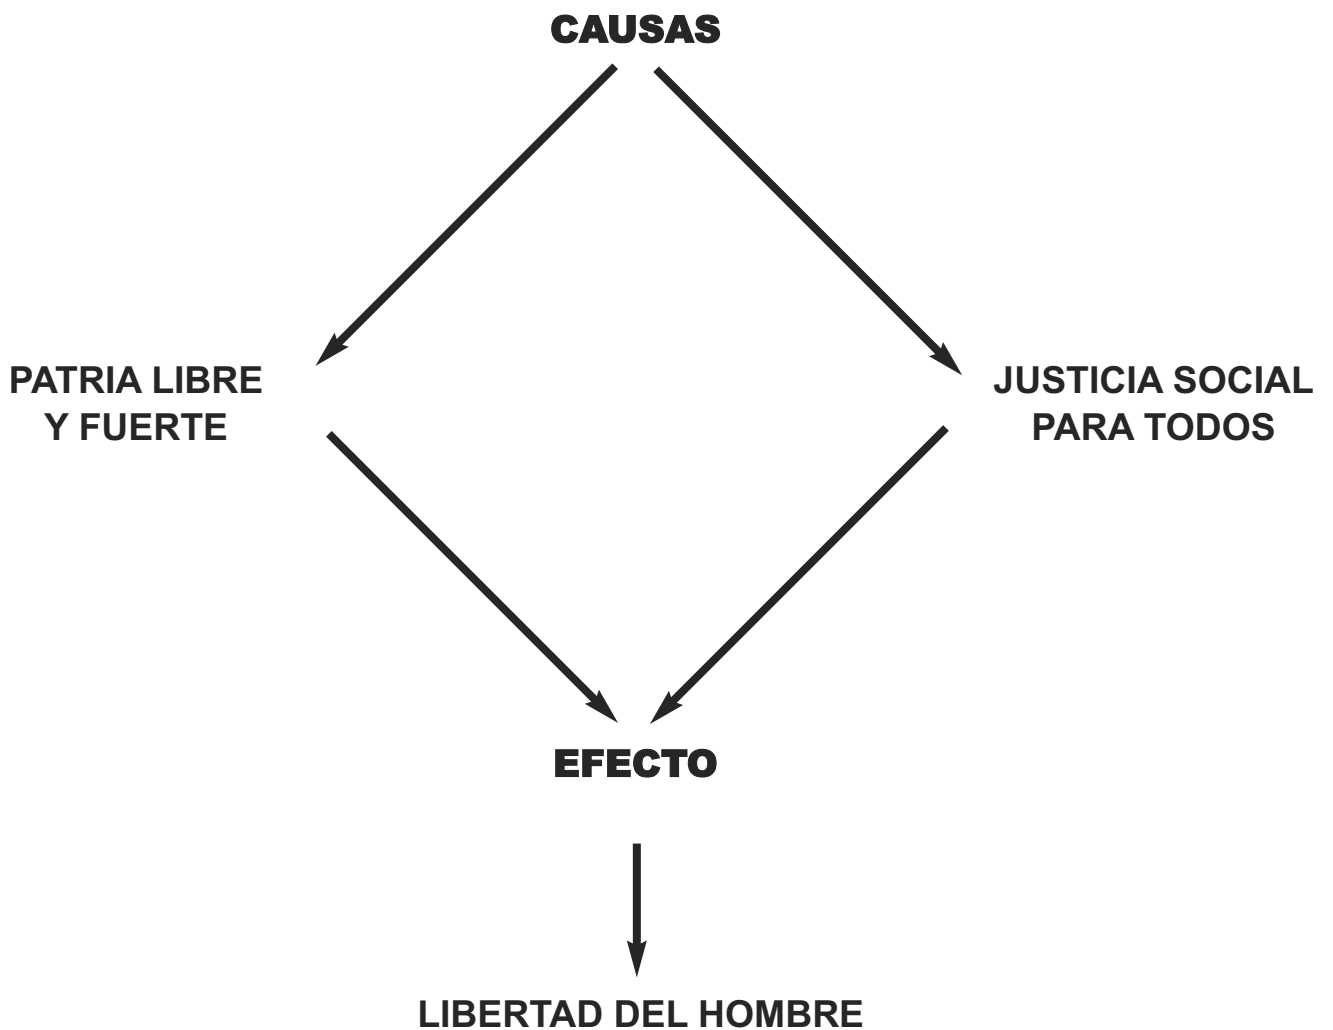 CAUSAS
PATRIA LIBRE
Y FUERTE
JUSTICIA SOCIAL
PARA TODOS
EFECTO
LIBERTAD DEL HOMBRE